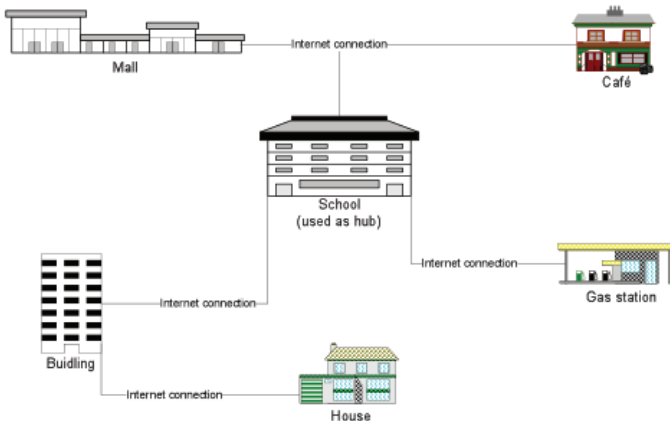 Internet connection
Mall
Café
School
(used as hub)
Internet connection
Gas station
Internet connection
Buidling
Internet connection
House